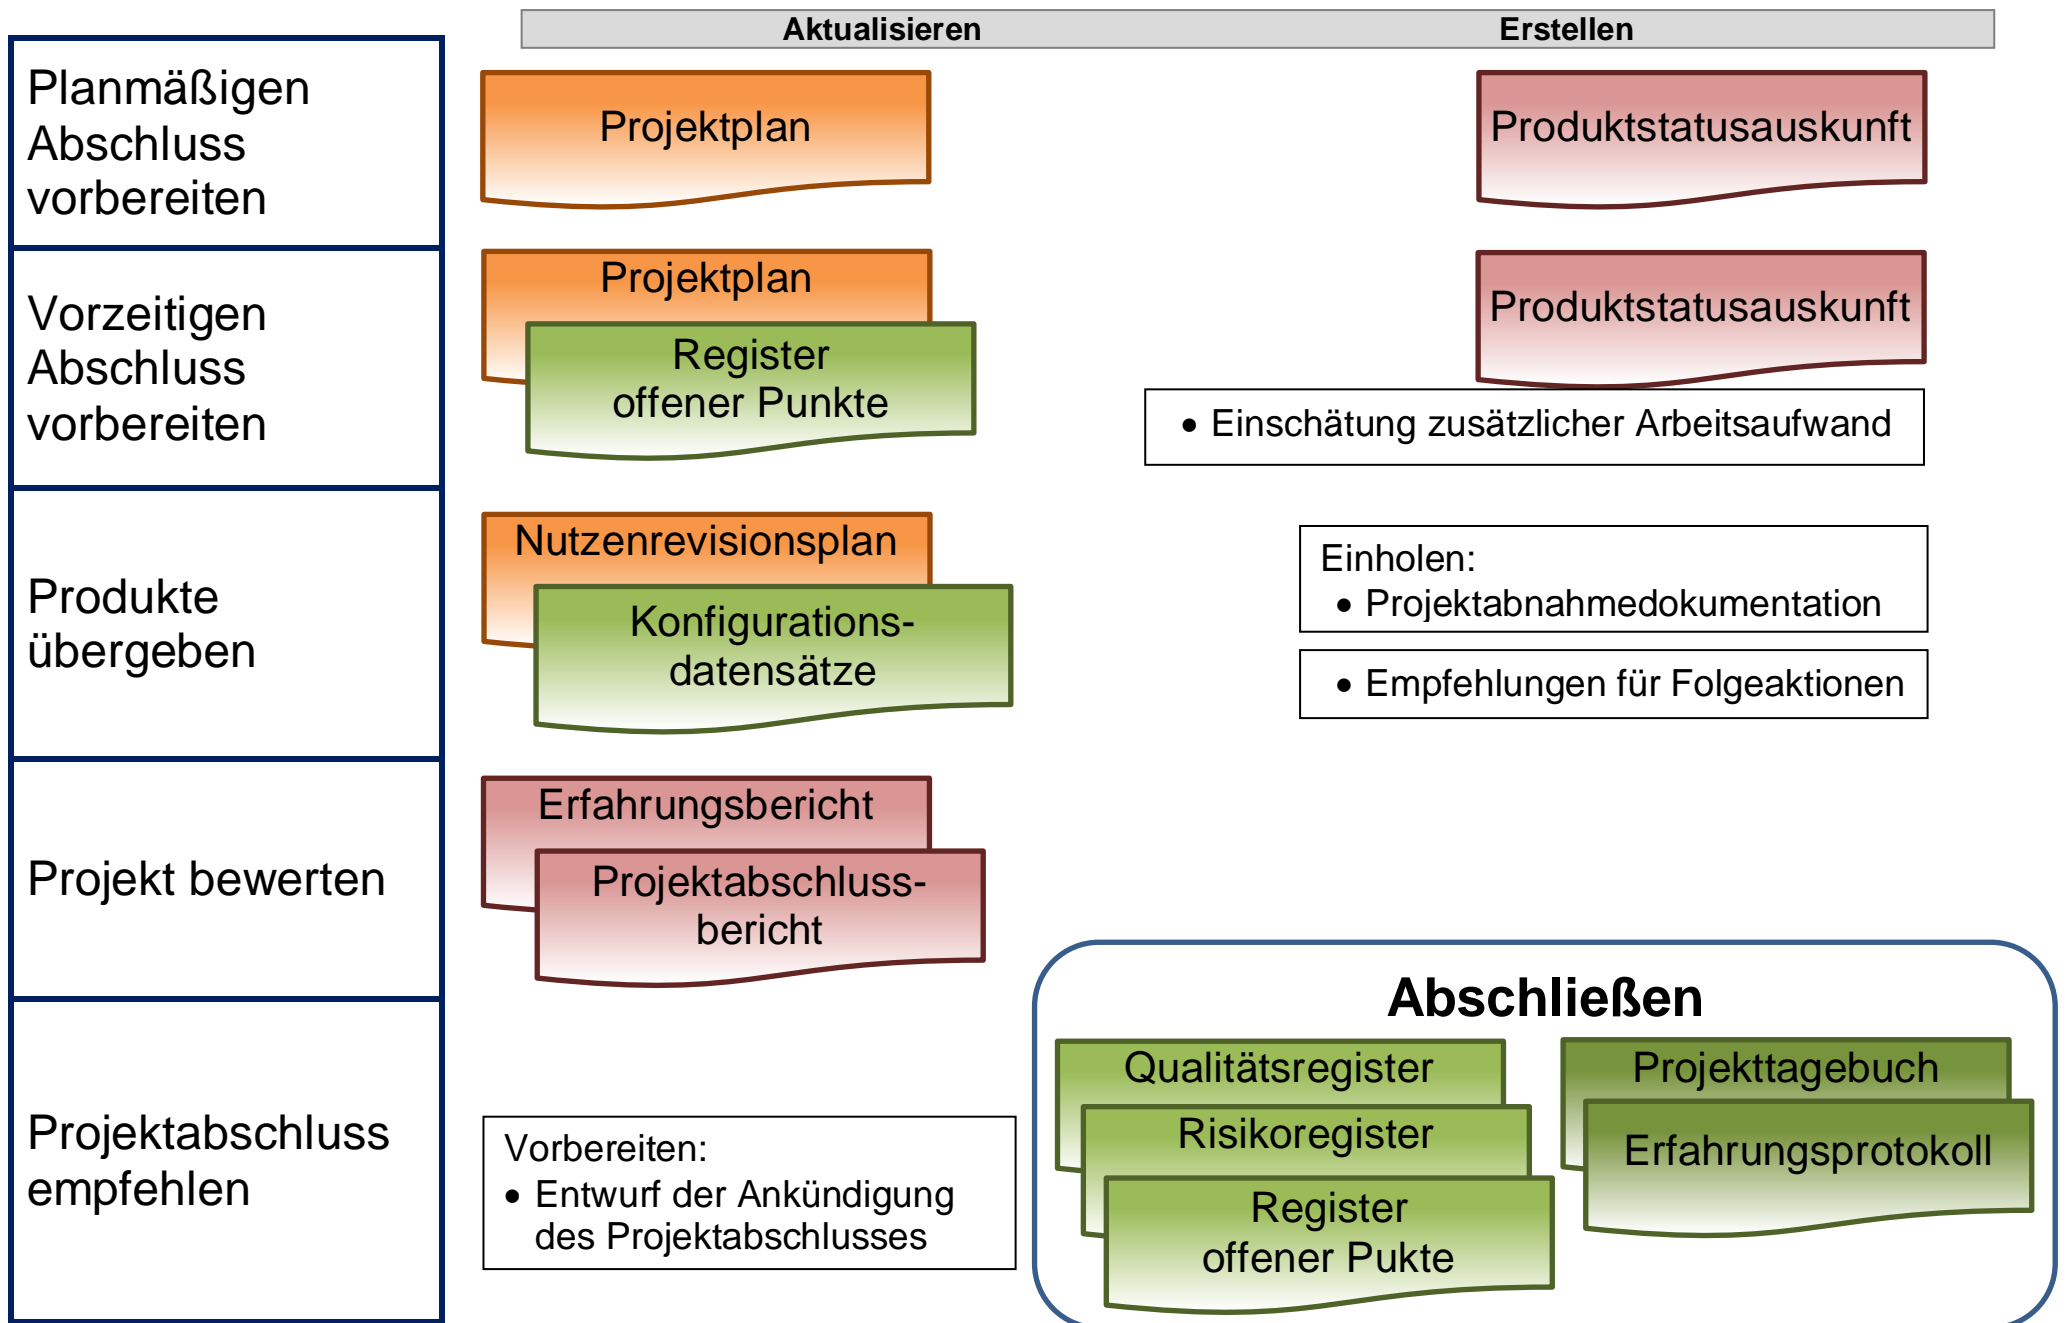 Aktualisieren
Erstellen
Planmäßigen
Abschluss
vorbereiten
Projektplan
Produktstatusauskunft
Vorzeitigen
Abschluss
vorbereiten
Projektplan
Register
offener Punkte
Produktstatusauskunft
• Einschätung zusätzlicher Arbeitsaufwand
Produkte
übergeben
Nutzenrevisionsplan
Konfigurations-
datensätze
Einholen:
• Projektabnahmedokumentation
• Empfehlungen für Folgeaktionen
Projekt bewerten
Erfahrungsbericht
Projektabschluss-
bericht
Projektabschluss
empfehlen
Vorbereiten:
• Entwurf der Ankündigung
des Projektabschlusses
Abschließen
Qualitätsregister
Risikoregister
Register
offener Pukte
Projekttagebuch
Erfahrungsprotokoll